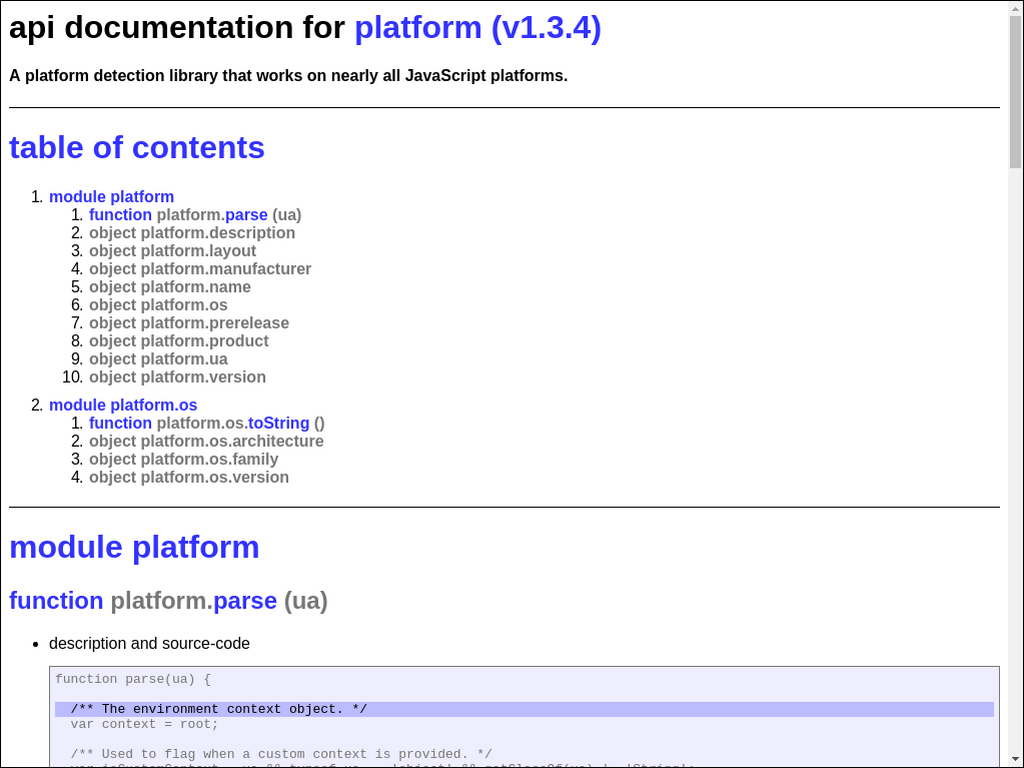 api documentation for platform (v1.3.4)
A platform detection library that works on nearly all JavaScript platforms.
table of contents
1. module platform
1. function platform.parse (ua)
2. object platform.description
3. object platform.layout
4. object platform.manufacturer
5. object platform.name
6. object platform.os
7. object platform.prerelease
8. object platform.product
9. object platform.ua
10. object platform.version
2. module platform.os
1. function platform.os.toString ()
2. object platform.os.architecture
3. object platform.os.family
4. object platform.os.version
module platform
function platform.parse (ua)
• description and source-code
function parse(ua) {
/** The environment context object. */
var context = root;
/** Used to flag when a custom context is provided. */